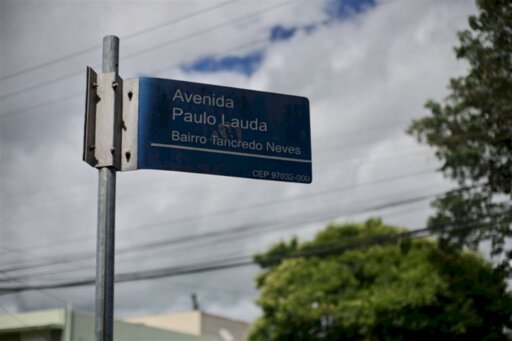 Avenida
Paulo Lauda
Bairro Tancredo Neves
CEP 97032-000